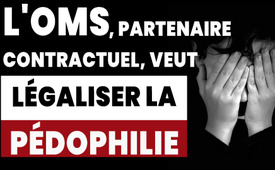 L'OMS, PARTENAIRE
CONTRACTUEL, VEUT
LÉGALISER LA
PÉDOPHILIE